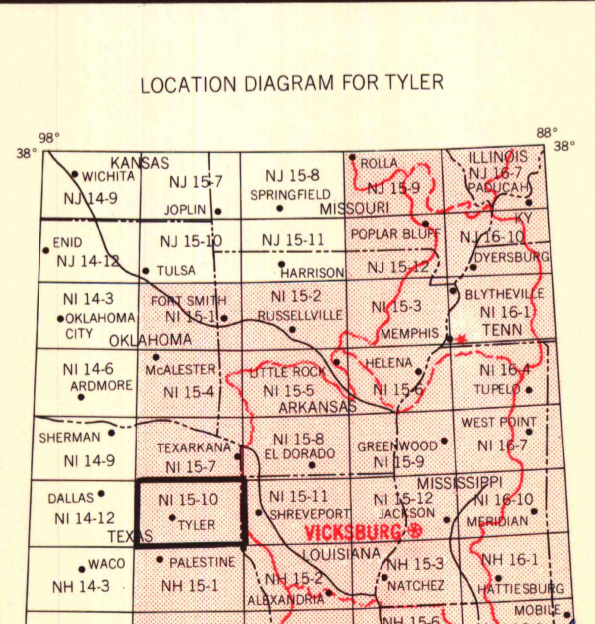 LOCATION DIAGRAM FOR TYLER
98° 88°
38° 38°
KANSAS ROLLA ILLINOIS
WICHITA NJ 15-7 NJ 15-8 NJ 16-7
NJ 14-9 SPRINGFIELD NJ 15-9 PADUCAH
JOPLIN MISSOURI KY
ENID NJ 15-10 NJ 15-11 POPLAR BLUFF NJ 16-10
NJ 14-12 TULSA HARRISON NJ 15-12 DYERSBURG
NI 14-3 FORT SMITH NI 15-2 NI 15-3 BLYTHEVILLE
OKLAHOMA CITY NI 15-1 RUSSELLVILLE NI 16-1
OKLAHOMA MEMPHIS TENN
NI 14-6 McALESTER LITTLE ROCK HELENA NI 16-4
ARDMORE NI 15-4 NI 15-5 NI 15-6 TUPELO
ARKANSAS
SHERMAN TEXARKANA NI 15-8 GREENWOOD WEST POINT
NI 14-9 NI 15-7 EL DORADO NI 15-9 NI 16-7
MISSISSIPPI
DALLAS NI 15-10 NI 15-11 NI 15-12 NI 16-10
NI 14-12 TYLER SHREVEPORT JACKSON MERIDIAN
TEXAS VICKSBURG
LOUISIANA
WACO PALESTINE NH 15-2 NH 15-3 NH 16-1
NH 14-3 NH 15-1 ALEXANDRIA NATCHEZ HATTIESBURG
MOBILE
NH 15-6